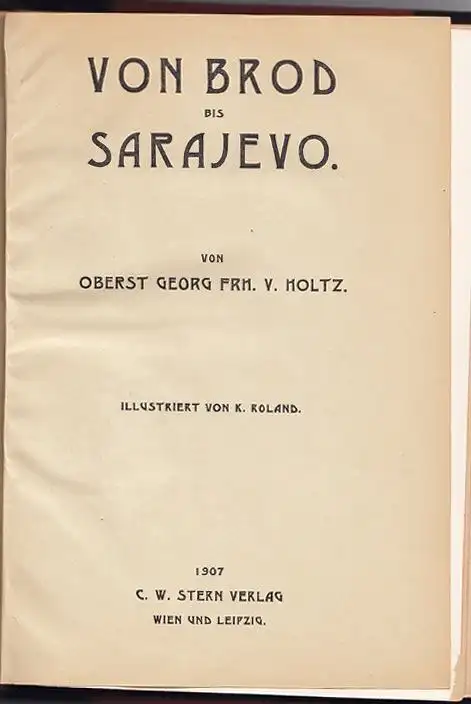 VON BROD
BIS
SARAJEVO.
VON
OBERST GEORG FRH. V. HOLTZ.
ILLUSTRIERT VON K. ROLAND.
1907
C. W. STERN VERLAG
WIEN UND LEIPZIG.